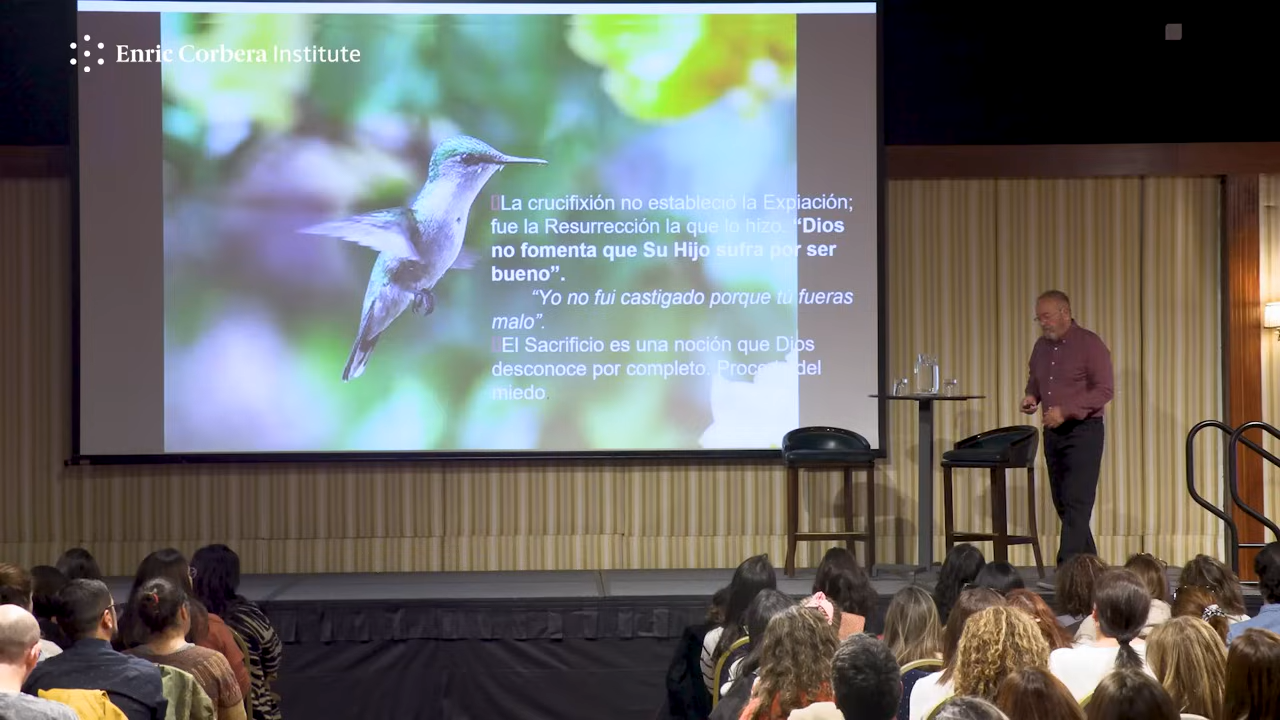 Enric Corbera Institute
La crucifixión no estableció la Expiación;
fue la Resurrección la que lo hizo. “Dios
no fomenta que Su Hijo sufra por ser
bueno”.
“Yo no fui castigado porque tú fueras
malo”.
El Sacrificio es una noción que Dios
desconoce por completo. Procede del
miedo.